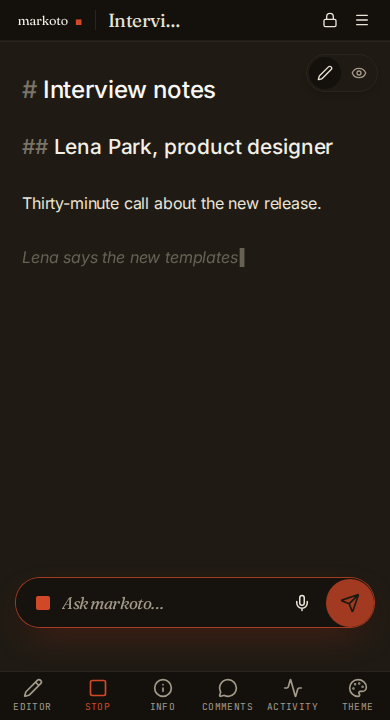 markoto
Intervi...
# Interview notes
## Lena Park, product designer
Thirty-minute call about the new release.
Lena says the new templates
Ask markoto...
EDITOR
STOP
INFO
COMMENTS
ACTIVITY
THEME